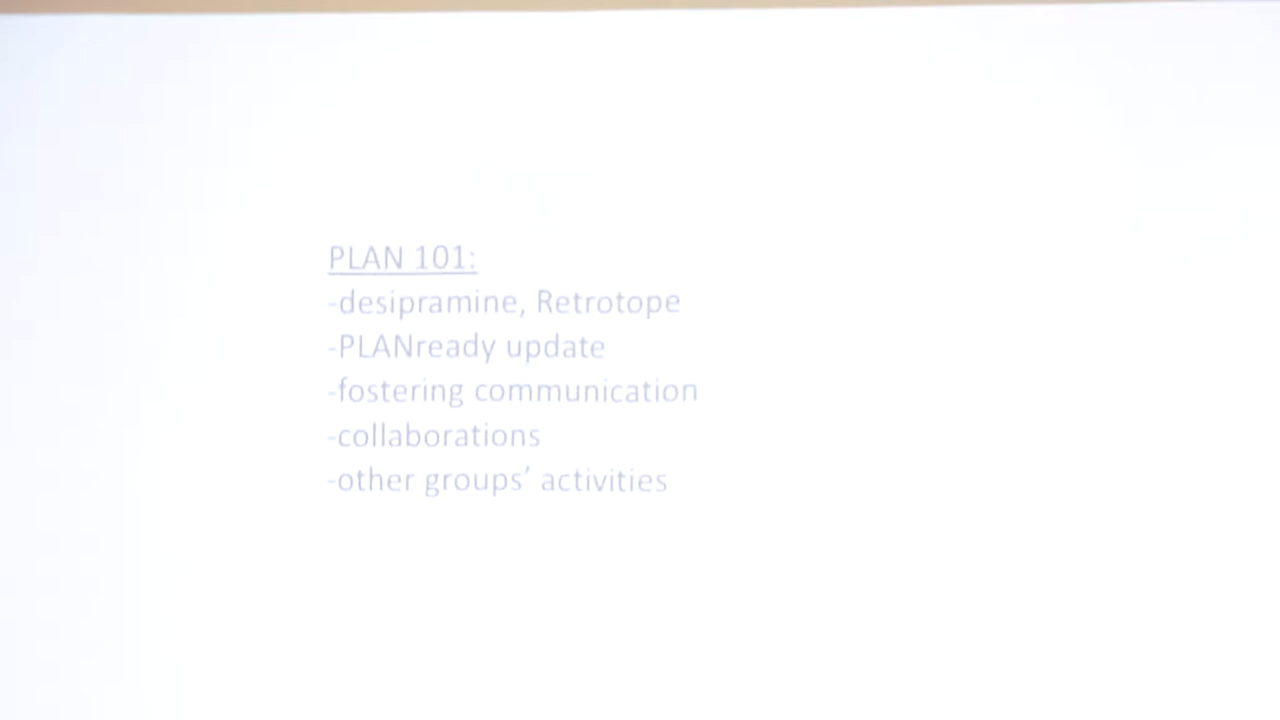 PLAN 101:
-desipramine, Retrotope
-PLANready update
-fostering communication
-collaborations
-other groups’ activities